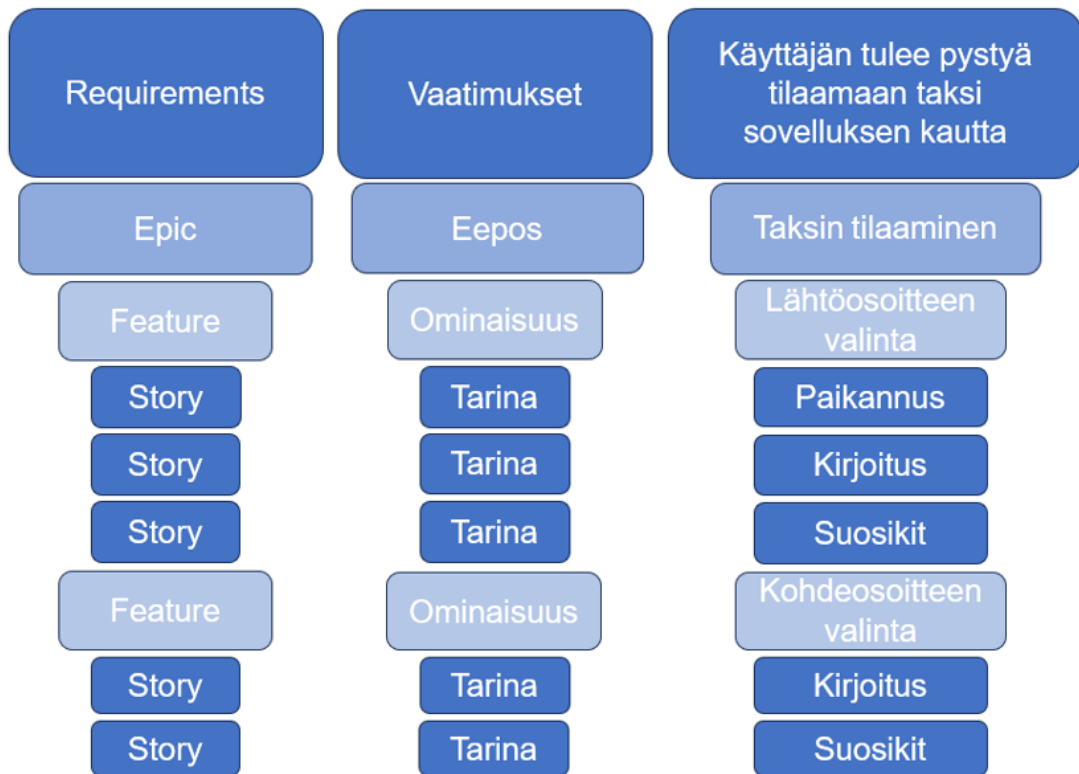 Requirements
Vaatimukset
Käyttäjän tulee pystyä
tilaamaan taksi
sovelluksen kautta
Epic
Eepos
Taksin tilaaminen
Feature
Ominaisuus
Lähtöosoitteen
valinta
Story
Tarina
Paikannus
Story
Tarina
Kirjoitus
Story
Tarina
Suosikit
Feature
Ominaisuus
Kohdeosoitteen
valinta
Story
Tarina
Kirjoitus
Story
Tarina
Suosikit